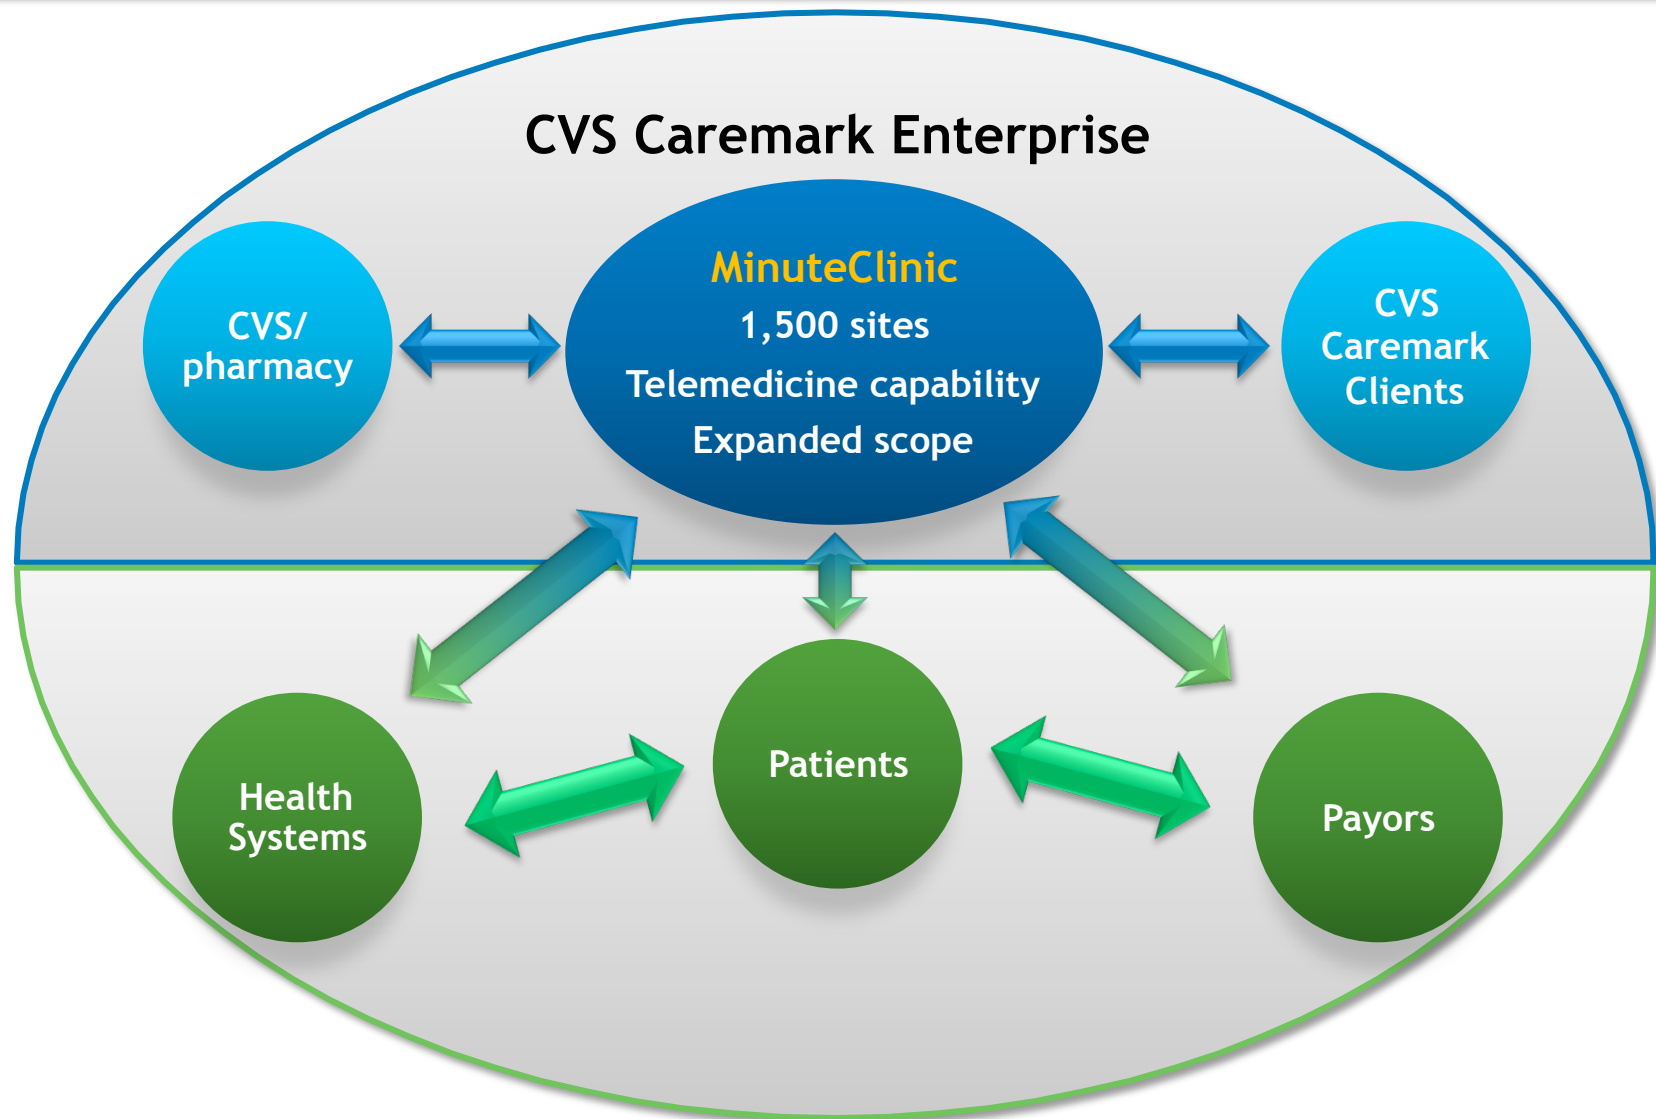 CVS Caremark Enterprise
MinuteClinic
1,500 sites
Telemedicine capability
Expanded scope
CVS/
pharmacy
CVS
Caremark
Clients
Health
Systems
Patients
Payors